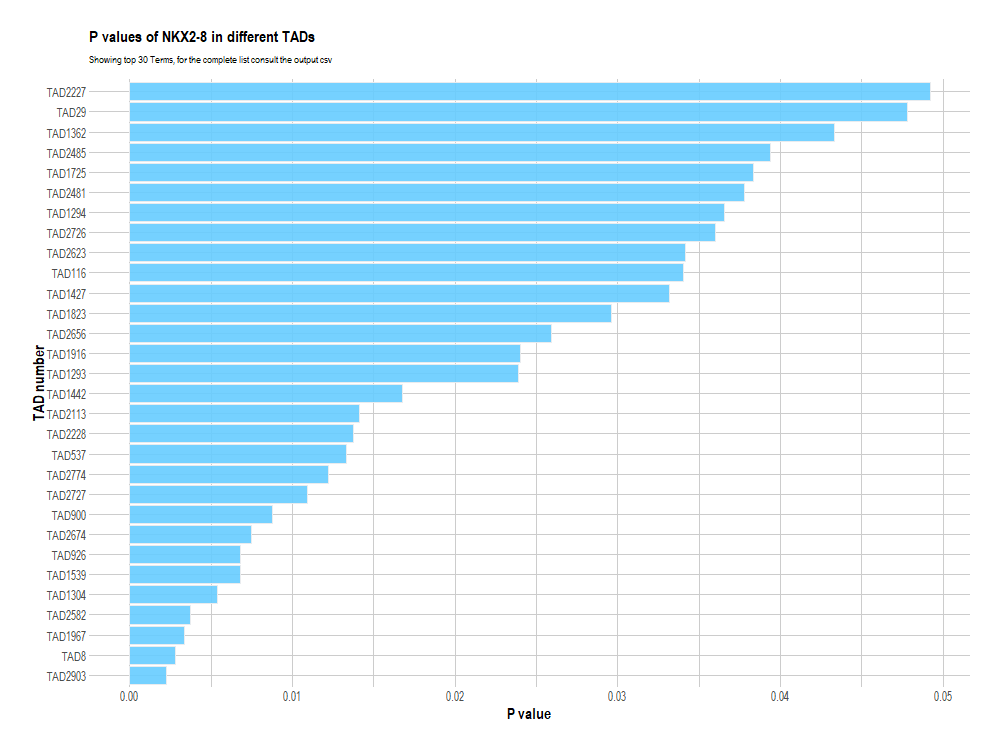 P values of NKX2-8 in different TADs
Showing top 30 Terms, for the complete list consult the output csv
TAD2227
TAD29
TAD1362
TAD2485
TAD1725
TAD2481
TAD1294
TAD2726
TAD2623
TAD116
TAD1427
TAD1823
TAD2656
TAD1916
TAD1293
TAD1442
TAD2113
TAD2228
TAD537
TAD2774
TAD2727
TAD900
TAD2674
TAD926
TAD1539
TAD1304
TAD2582
TAD1967
TAD8
TAD2903
TAD number
0.00 0.01 0.02 0.03 0.04 0.05
P value